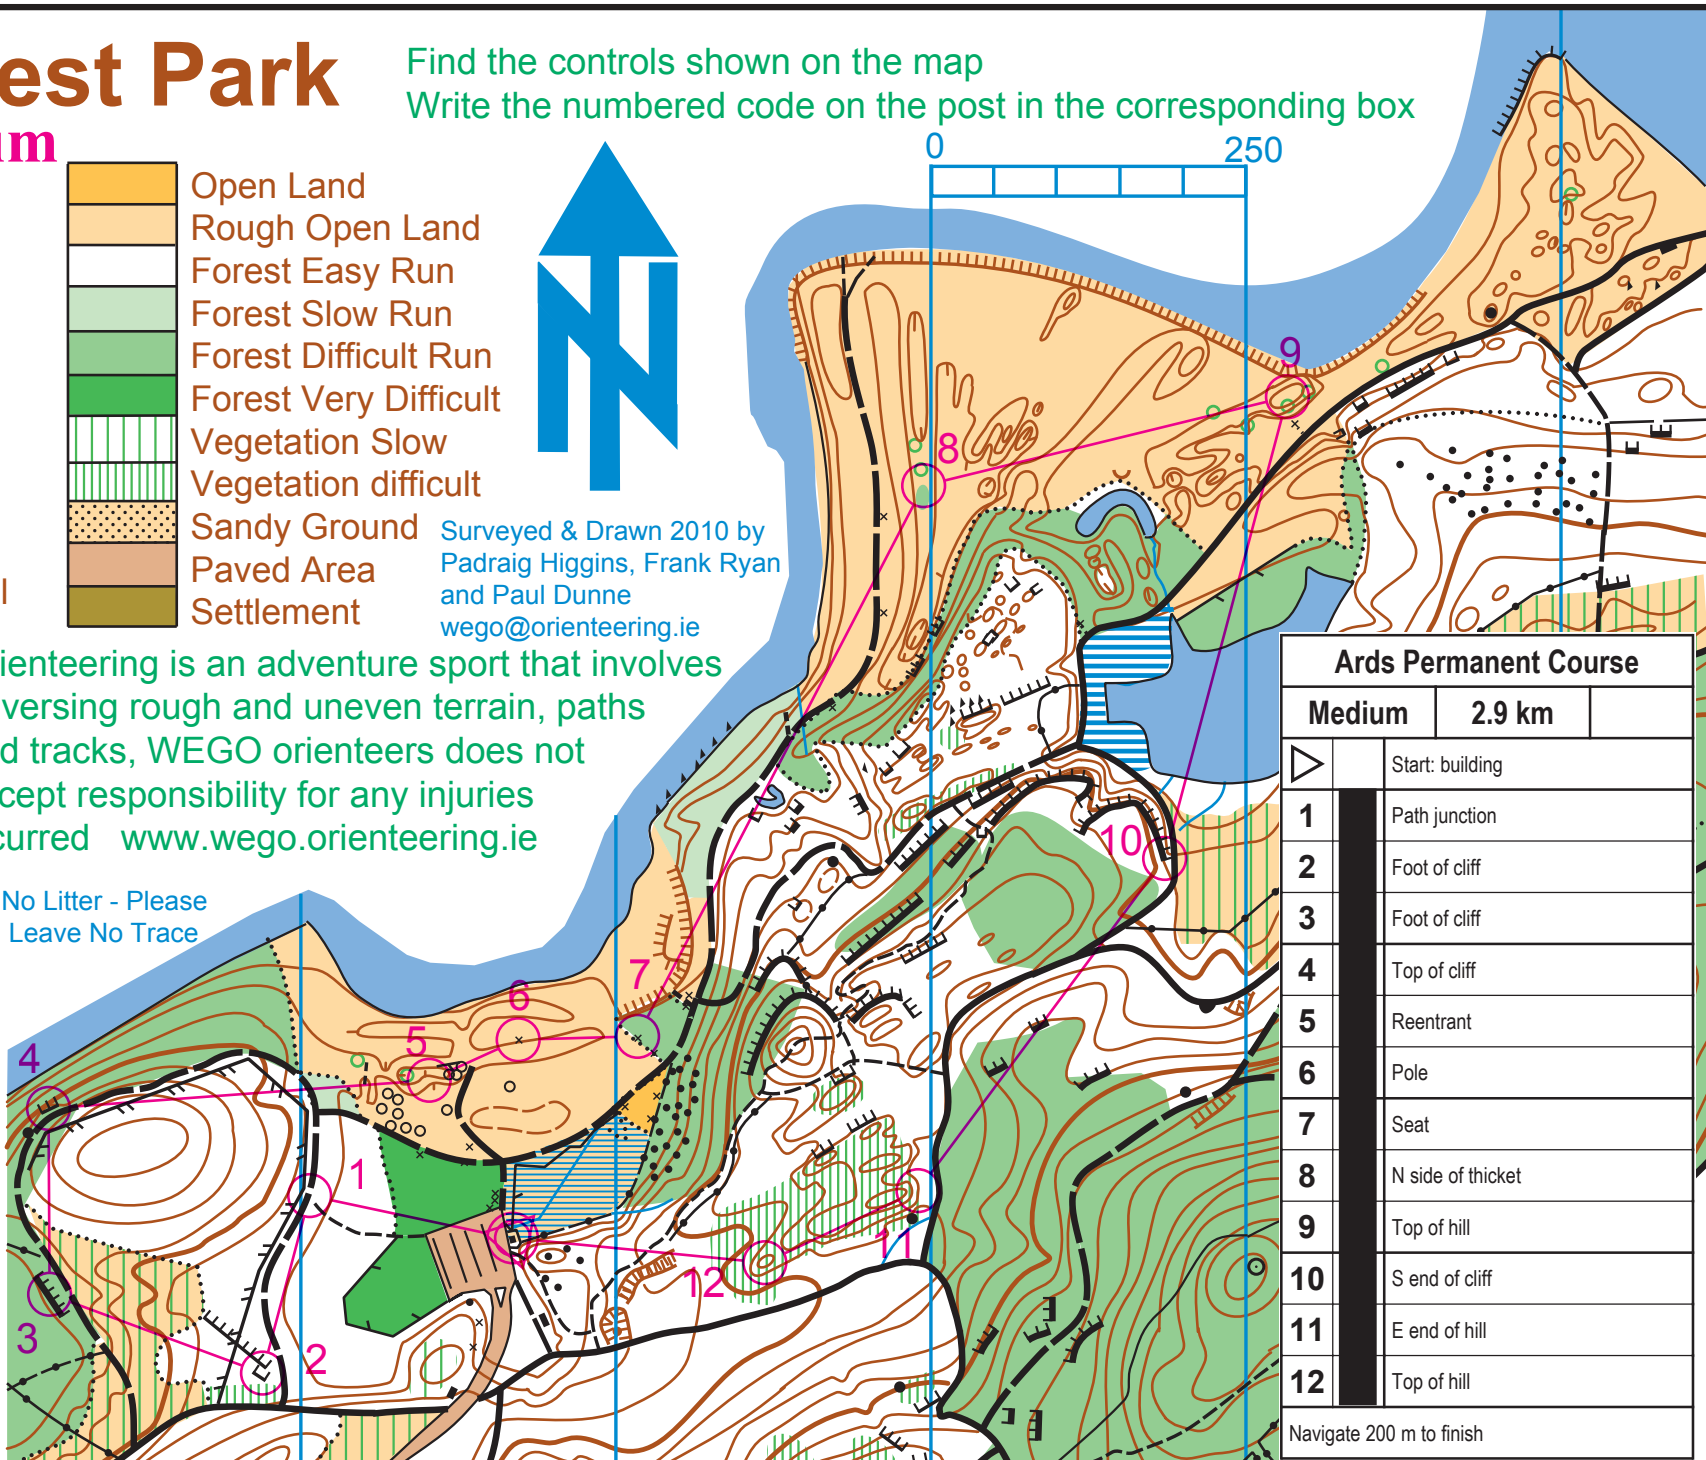 est Park
um
Find the controls shown on the map
Write the numbered code on the post in the corresponding box
0 250
Open Land
Rough Open Land
Forest Easy Run
Forest Slow Run
Forest Difficult Run
Forest Very Difficult
Vegetation Slow
Vegetation difficult
Sandy Ground
Paved Area
Settlement
l
N
Surveyed & Drawn 2010 by
Padraig Higgins, Frank Ryan
and Paul Dunne
wego@orienteering.ie
rienteering is an adventure sport that involves
versing rough and uneven terrain, paths
d tracks, WEGO orienteers does not
ccept responsibility for any injuries
curred www.wego.orienteering.ie
No Litter - Please
Leave No Trace
9
8
10
7
6
5
4
1
11
12
3
2
Ards Permanent Course
Medium 2.9 km
Start: building
1 Path junction
2 Foot of cliff
3 Foot of cliff
4 Top of cliff
5 Reentrant
6 Pole
7 Seat
8 N side of thicket
9 Top of hill
10 S end of cliff
11 E end of hill
12 Top of hill
Navigate 200 m to finish